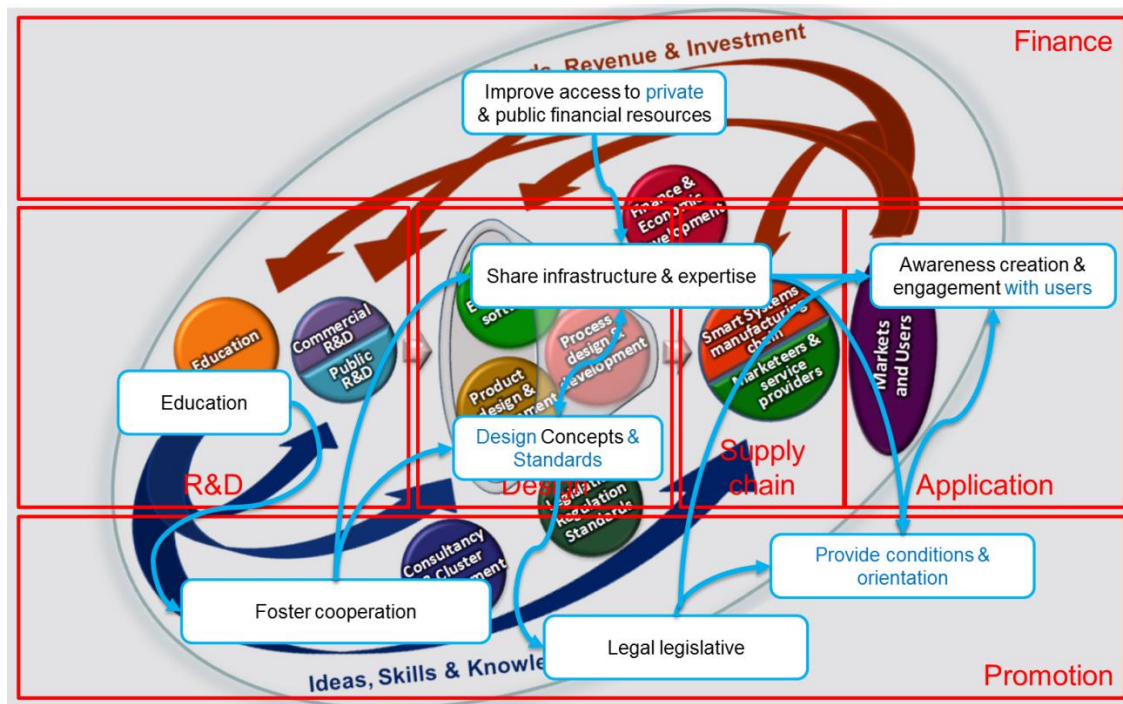 Finance
Revenue & Investment
Improve access to private
& public financial resources
Finance &
Economic
Share infrastructure & expertise
Awareness creation &
engagement with users
Education
Commercial
R&D
Public
R&D
Process
design &
development
Product
design &
Smart Systems
manufacturing
chain
Marketeers &
service
providers
Markets
and Users
Education
Design Concepts &
Standards
R&D
Supply
chain
Application
Regulation
Standards
Consultancy
Cluster
Provide conditions &
orientation
Foster cooperation
Legal legislative
Ideas, Skills &
Promotion